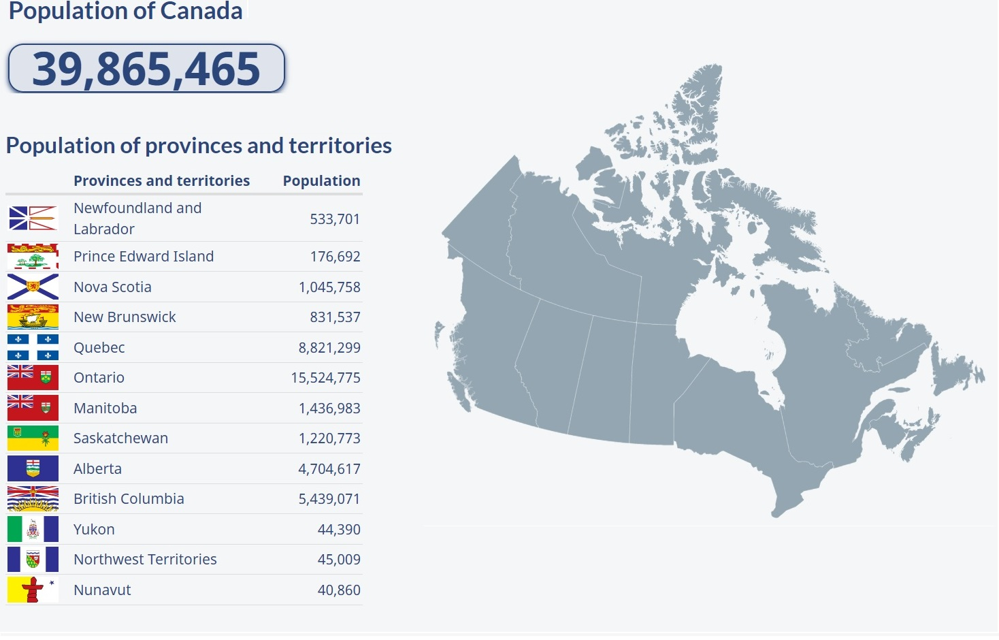 Population of Canada
39,865,465
Population of provinces and territories
Provinces and territories Population
Newfoundland and
Labrador 533,701
Prince Edward Island 176,692
Nova Scotia 1,045,758
New Brunswick 831,537
Quebec 8,821,299
Ontario 15,524,775
Manitoba 1,436,983
Saskatchewan 1,220,773
Alberta 4,704,617
British Columbia 5,439,071
Yukon 44,390
Northwest Territories 45,009
Nunavut 40,860